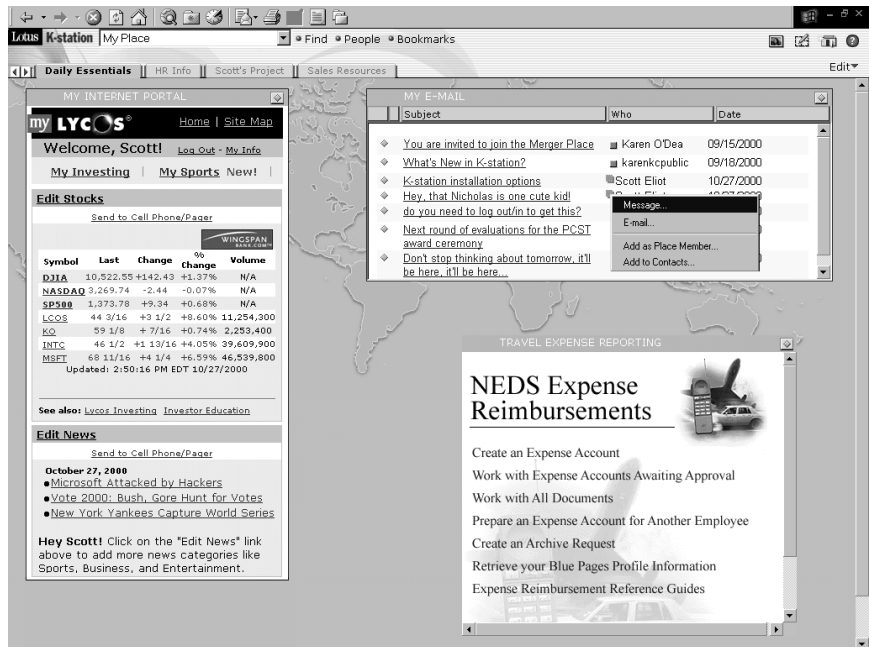 Lotus K-station My Place Find People Bookmarks
Daily Essentials HR Info Scott's Project Sales Resources Edit
MY INTERNET PORTAL
my LYCOS® Home | Site Map
Welcome, Scott! Log Out - My Info
My Investing | My Sports New! |
Edit Stocks
Send to Cell Phone/Pager
WINGSPAN
BANK.COM
Symbol Last Change % Change Volume
DJIA 10,522.55 +142.43 +1.37% N/A
NASDAQ 3,269.74 -2.44 -0.07% N/A
SP500 1,373.78 +9.34 +0.68% N/A
LCOS 44 3/16 +3 1/2 +8.60% 11,254,300
KO 59 1/8 + 7/16 +0.74% 2,253,400
INTC 46 1/2 +1 13/16 +4.05% 39,609,900
MSFT 68 11/16 +4 1/4 +6.59% 46,539,800
Updated: 2:50:16 PM EDT 10/27/2000
See also: Lycos Investing Investor Education
Edit News
Send to Cell Phone/Pager
October 27, 2000
Microsoft Attacked by Hackers
Vote 2000: Bush, Gore Hunt for Votes
New York Yankees Capture World Series
Hey Scott! Click on the "Edit News" link
above to add more news categories like
Sports, Business, and Entertainment.
MY E-MAIL
Subject Who Date
You are invited to join the Merger Place Karen O'Dea 09/15/2000
What's New in K-station? karenkcpublic 09/18/2000
K-station installation options Scott Eliot 10/27/2000
Hey, that Nicholas is one cute kid! Scott Eliot 10/27/2000
do you need to log out/in to get this?
Next round of evaluations for the PCST
award ceremony
Don't stop thinking about tomorrow, it'll
be here, it'll be here...
Message...
E-mail...
Add as Place Member...
Add to Contacts...
TRAVEL EXPENSE REPORTING
NEDS Expense
Reimbursements
Create an Expense Account
Work with Expense Accounts Awaiting Approval
Work with All Documents
Prepare an Expense Account for Another Employee
Create an Archive Request
Retrieve your Blue Pages Profile Information
Expense Reimbursement Reference Guides